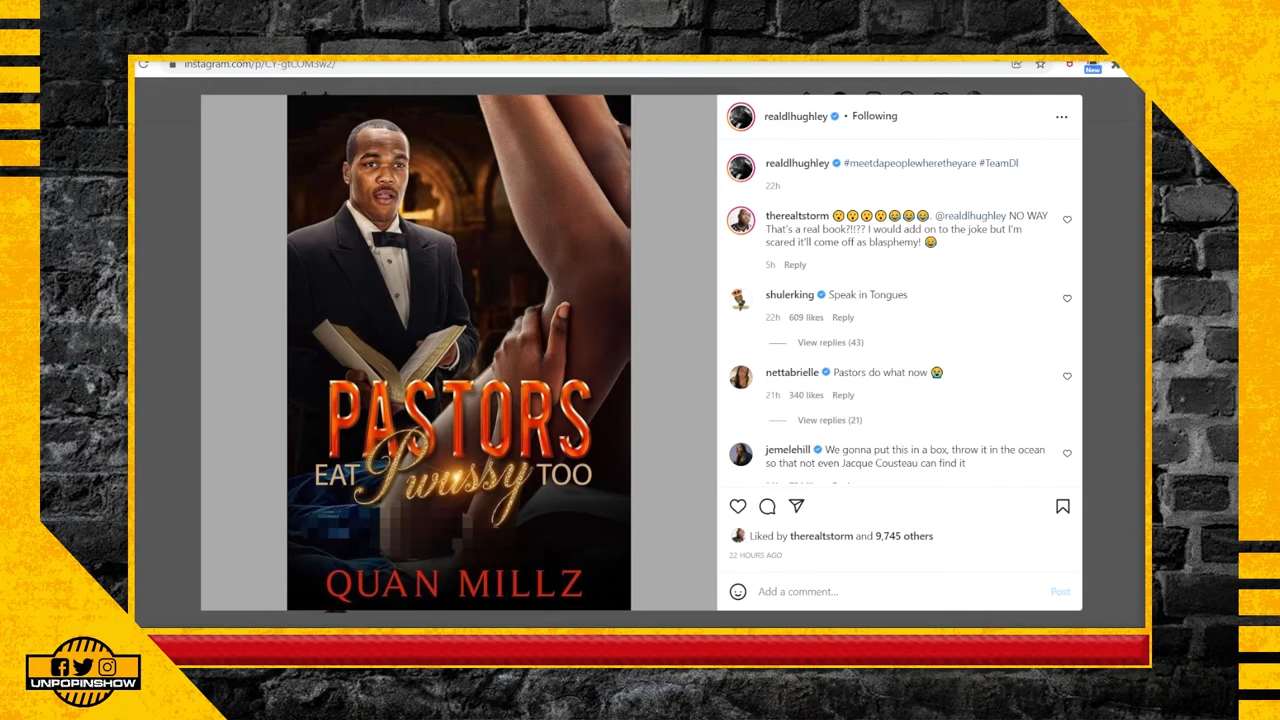 instagram.com/p/CY-gtCOM3w2/
New
realdlhughley • Following
realdlhughley #meetdapeoplewheretheyare #TeamDl
22h
therealtstorm 😲😲😲😲😂😂😂. @realdlhughley NO WAY
That's a real book?!!?? I would add on to the joke but I'm
scared it'll come off as blasphemy! 😂
5h Reply
shulerking Speak in Tongues
22h 609 likes Reply
View replies (43)
nettabrielle Pastors do what now 😭
21h 340 likes Reply
View replies (21)
jemelehill We gonna put this in a box, throw it in the ocean
so that not even Jacque Cousteau can find it
Liked by therealtstorm and 9,745 others
22 HOURS AGO
Add a comment...
Post
PASTORS
EAT Pwussy TOO
QUAN MILLZ
UNPOPINSHOW